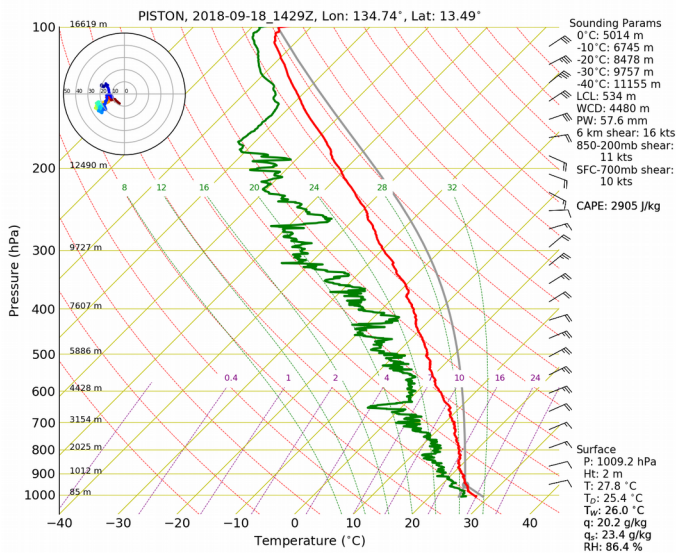 PISTON, 2018-09-18_1429Z, Lon: 134.74°, Lat: 13.49°
Sounding Params
0°C: 5014 m
-10°C: 6745 m
-20°C: 8478 m
-30°C: 9757 m
-40°C: 11155 m
LCL: 534 m
WCD: 4480 m
PW: 57.6 mm
6 km shear: 16 kts
850-200mb shear:
11 kts
SFC-700mb shear:
10 kts
CAPE: 2905 J/kg
50 40 30 20 10 0
100 16619 m
200 12490 m
8 12 16 20 24 28 32
300 9727 m
400 7607 m
500 5886 m
0.4 1 2 4 7 10 16 24
600 4428 m
700 3154 m
800 2025 m
900 1012 m
1000 85 m
Pressure (hPa)
−40 −30 −20 −10 0 10 20 30 40
Temperature (°C)
Surface
P: 1009.2 hPa
Ht: 2 m
T: 27.8 °C
T_D: 25.4 °C
T_W: 26.0 °C
q: 20.2 g/kg
q_s: 23.4 g/kg
RH: 86.4 %